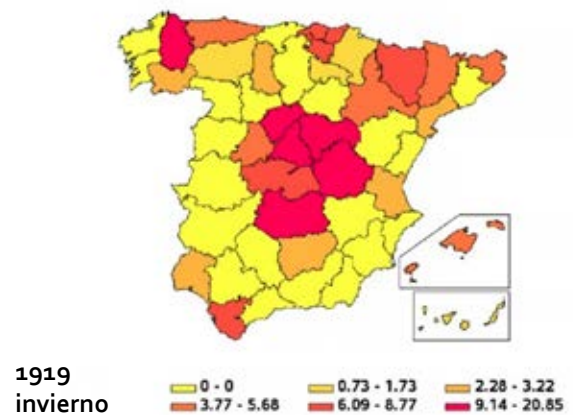 1919
invierno
0 - 0 0.73 - 1.73 2.28 - 3.22
3.77 - 5.68 6.09 - 8.77 9.14 - 20.85